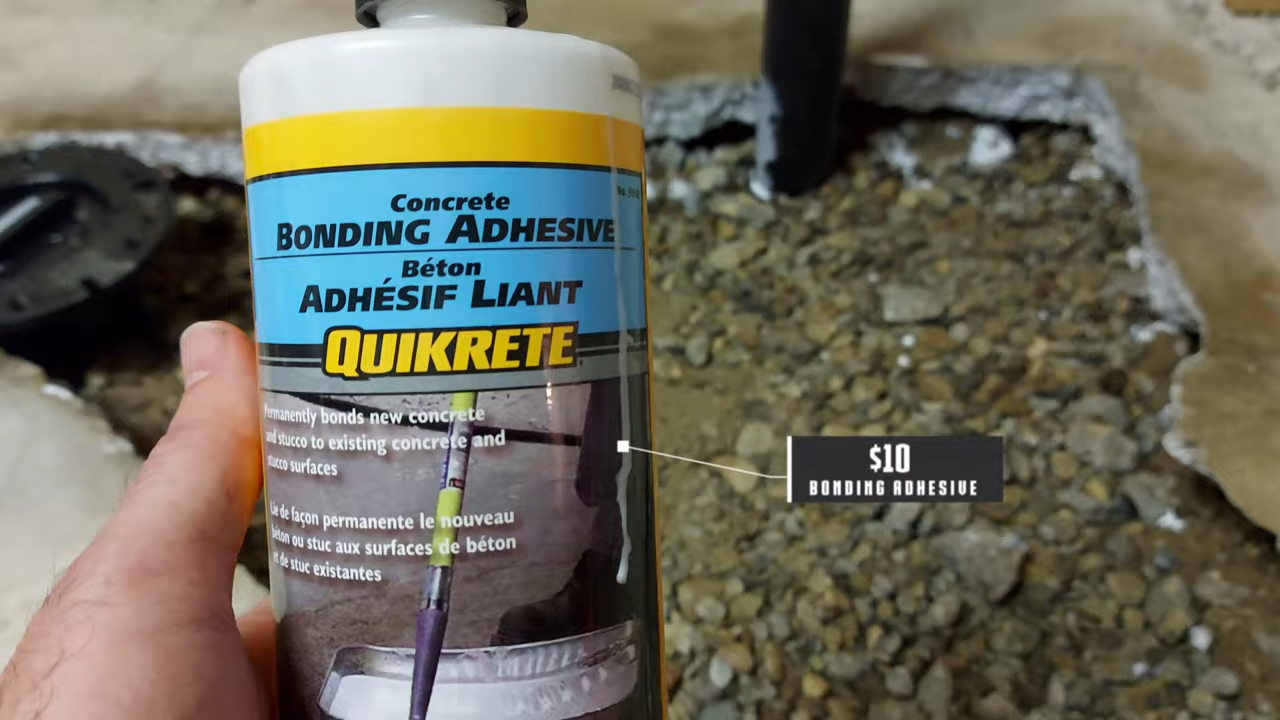 Concrete
BONDING ADHESIVE
Béton
ADHÉSIF LIANT
QUIKRETE
Permanently bonds new concrete
and stucco to existing concrete and
stucco surfaces
Lie de façon permanente le nouveau
béton ou stuc aux surfaces de béton
et de stuc existantes
$10
BONDING ADHESIVE